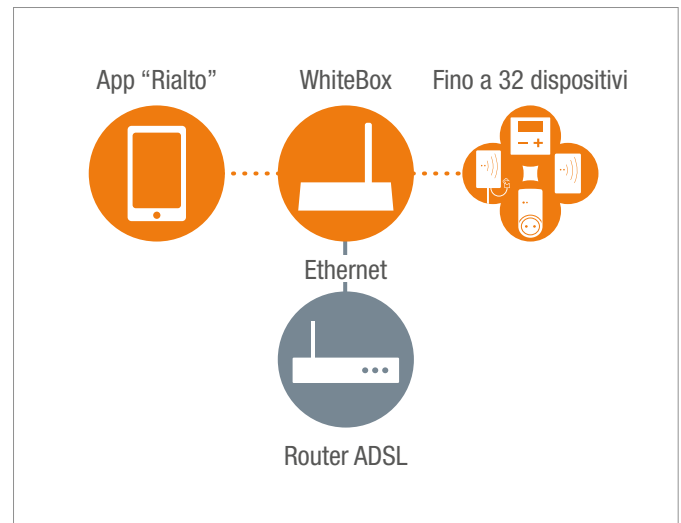 App “Rialto”
WhiteBox
Fino a 32 dispositivi
Ethernet
Router ADSL